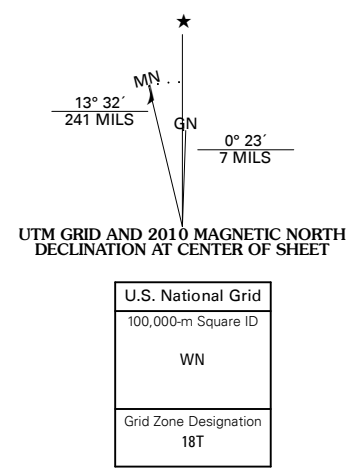 ★
MN
13° 32´
241 MILS
GN
0° 23´
7 MILS
UTM GRID AND 2010 MAGNETIC NORTH
DECLINATION AT CENTER OF SHEET
U.S. National Grid
100,000-m Square ID
WN
Grid Zone Designation
18T